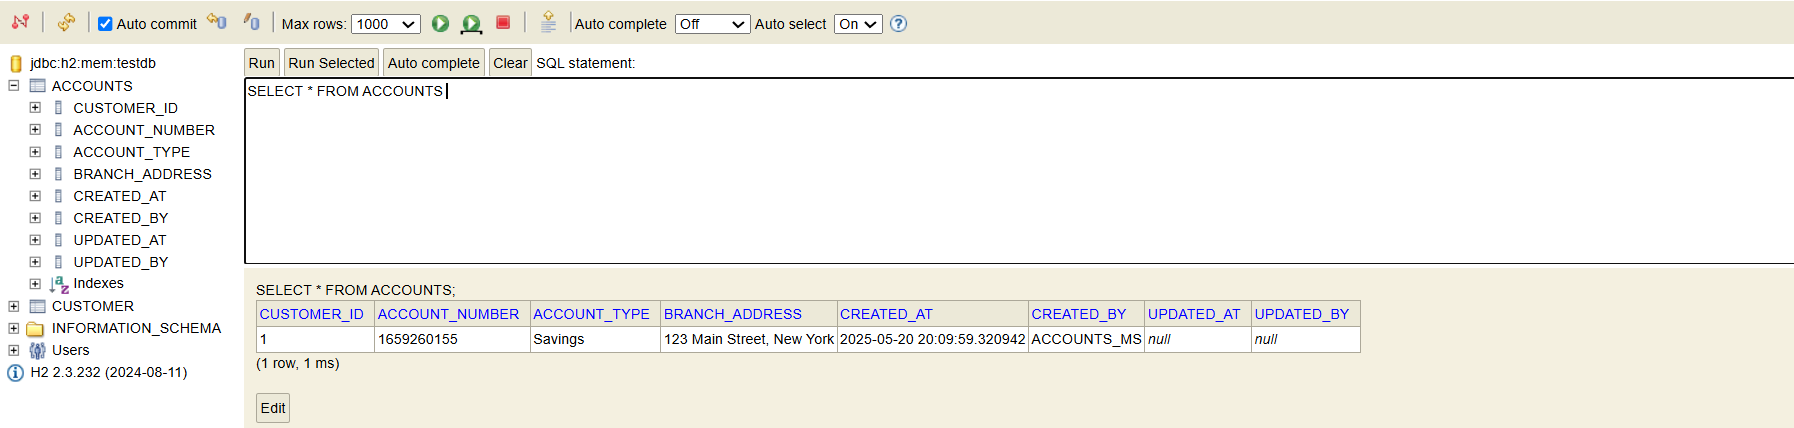 Auto commit Max rows: 1000 Auto complete Off Auto select On ?
jdbc:h2:mem:testdb
ACCOUNTS
CUSTOMER_ID
ACCOUNT_NUMBER
ACCOUNT_TYPE
BRANCH_ADDRESS
CREATED_AT
CREATED_BY
UPDATED_AT
UPDATED_BY
Indexes
CUSTOMER
INFORMATION_SCHEMA
Users
H2 2.3.232 (2024-08-11)
Run Run Selected Auto complete Clear SQL statement:
SELECT * FROM ACCOUNTS
SELECT * FROM ACCOUNTS;
CUSTOMER_ID ACCOUNT_NUMBER ACCOUNT_TYPE BRANCH_ADDRESS CREATED_AT CREATED_BY UPDATED_AT UPDATED_BY
1 1659260155 Savings 123 Main Street, New York 2025-05-20 20:09:59.320942 ACCOUNTS_MS null null
(1 row, 1 ms)
Edit